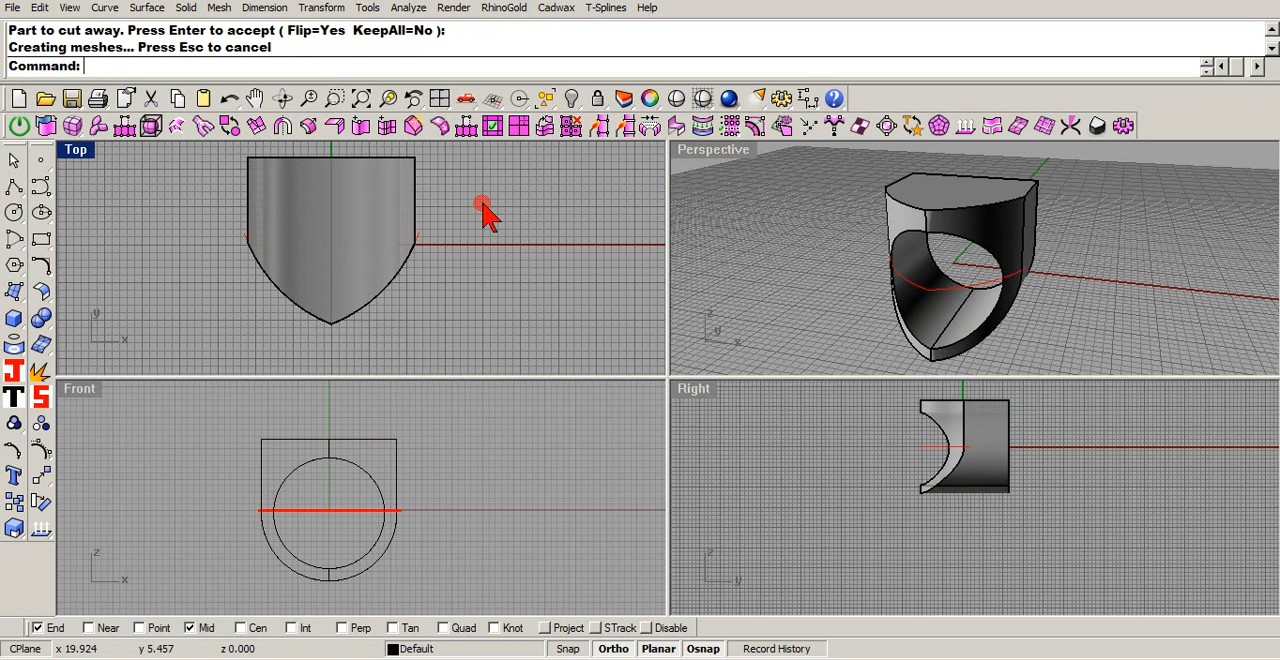 File Edit View Curve Surface Solid Mesh Dimension Transform Tools Analyze Render RhinoGold Cadwax T-Splines Help
Part to cut away. Press Enter to accept ( Flip=Yes  KeepAll=No ):
Creating meshes... Press Esc to cancel
Command:
Top
Perspective
y
x
z
y
x
J
T
S
T
Front
Right
z
x
z
y
End Near Point Mid Cen Int Perp Tan Quad Knot Project STrack Disable
CPlane x 19.924 y 5.457 z 0.000 Default Snap Ortho Planar Osnap Record History